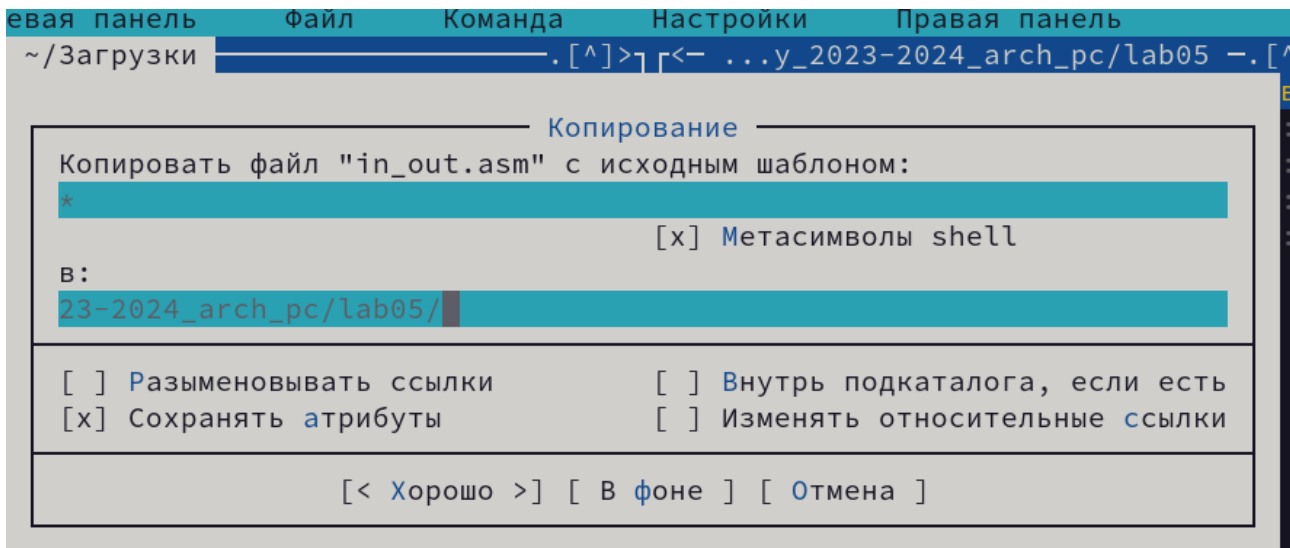 евая панель Файл Команда Настройки Правая панель
~/Загрузки .[^]> <- ...y_2023-2024_arch_pc/lab05 -.[^
Копирование
Копировать файл "in_out.asm" с исходным шаблоном:
*
[x] Метасимволы shell
в:
23-2024_arch_pc/lab05/
[ ] Разыменовывать ссылки [ ] Внутрь подкаталога, если есть
[x] Сохранять атрибуты [ ] Изменять относительные ссылки
[< Хорошо >] [ В фоне ] [ Отмена ]